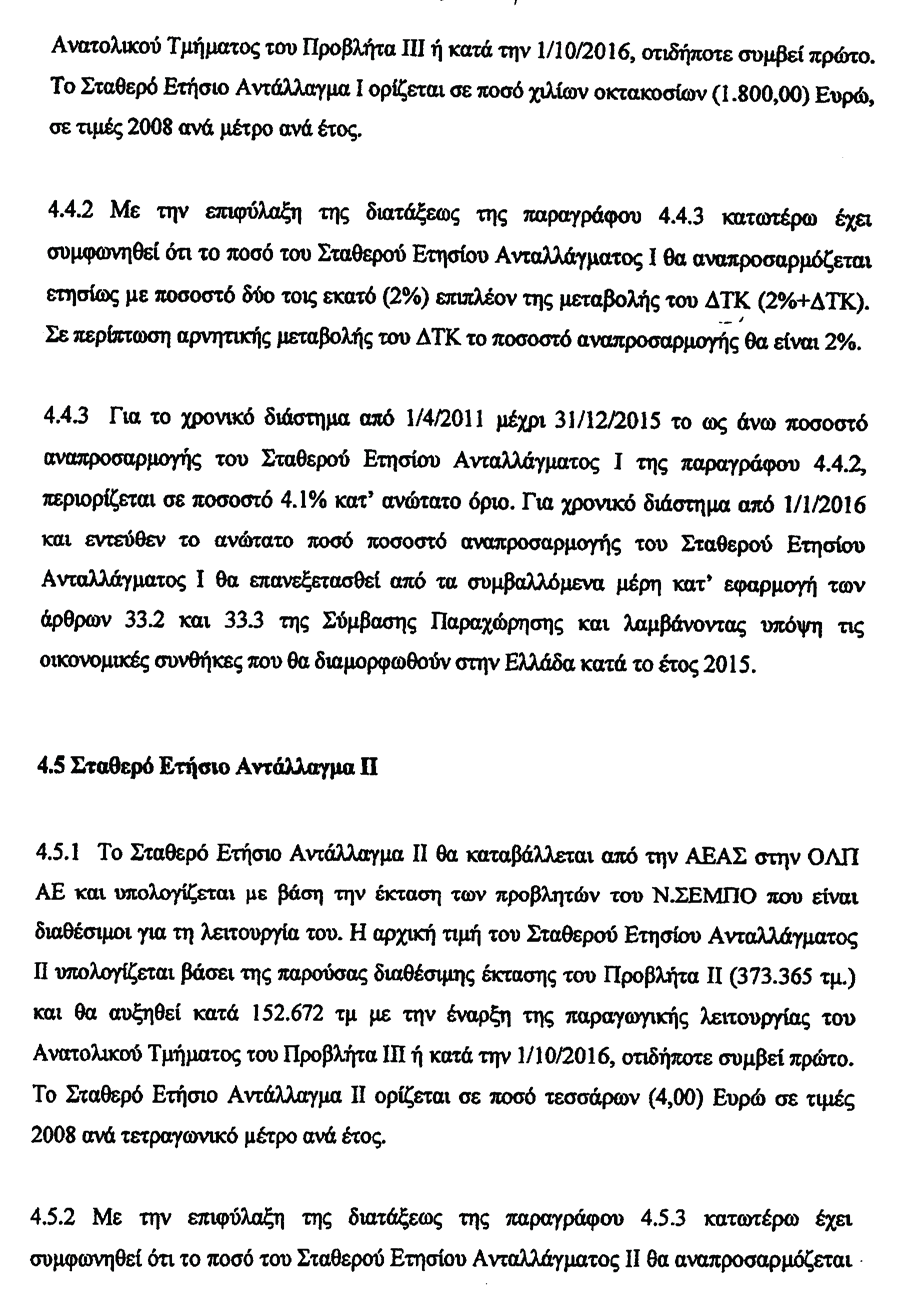 Ανατολικού Τμήματος του Προβλήτα ΙΙΙ ή κατά την 1/10/2016, οτιδήποτε συμβεί πρώτο.
Το Σταθερό Ετήσιο Αντάλλαγμα Ι ορίζεται σε ποσό χιλίων οκτακοσίων (1.800,00) Ευρώ,
σε τιμές 2008 ανά μέτρο ανά έτος.
4.4.2 Με την επιφύλαξη της διατάξεως της παραγράφου 4.4.3 κατωτέρω έχει
συμφωνηθεί ότι το ποσό του Σταθερού Ετησίου Ανταλλάγματος Ι θα αναπροσαρμόζεται
ετησίως με ποσοστό δύο τοις εκατό (2%) επιπλέον της μεταβολής του ΔΤΚ (2%+ΔΤΚ).
Σε περίπτωση αρνητικής μεταβολής του ΔΤΚ το ποσοστό αναπροσαρμογής θα είναι 2%.
4.4.3 Για το χρονικό διάστημα από 1/4/2011 μέχρι 31/12/2015 το ως άνω ποσοστό
αναπροσαρμογής του Σταθερού Ετησίου Ανταλλάγματος Ι της παραγράφου 4.4.2,
περιορίζεται σε ποσοστό 4.1% κατ’ ανώτατο όριο. Για χρονικό διάστημα από 1/1/2016
και εντεύθεν το ανώτατο ποσό ποσοστό αναπροσαρμογής του Σταθερού Ετησίου
Ανταλλάγματος Ι θα επανεξετασθεί από τα συμβαλλόμενα μέρη κατ’ εφαρμογή των
άρθρων 33.2 και 33.3 της Σύμβασης Παραχώρησης και λαμβάνοντας υπόψη τις
οικονομικές συνθήκες που θα διαμορφωθούν στην Ελλάδα κατά το έτος 2015.
4.5 Σταθερό Ετήσιο Αντάλλαγμα ΙΙ
4.5.1 Το Σταθερό Ετήσιο Αντάλλαγμα ΙΙ θα καταβάλλεται από την ΑΕΑΣ στην ΟΛΠ
ΑΕ και υπολογίζεται με βάση την έκταση των προβλητών του Ν.ΣΕΜΠΟ που είναι
διαθέσιμοι για τη λειτουργία του. Η αρχική τιμή του Σταθερού Ετησίου Ανταλλάγματος
ΙΙ υπολογίζεται βάσει της παρούσας διαθέσιμης έκτασης του Προβλήτα ΙΙ (373.365 τμ.)
και θα αυξηθεί κατά 152.672 τμ με την έναρξη της παραγωγικής λειτουργίας του
Ανατολικού Τμήματος του Προβλήτα ΙΙΙ ή κατά την 1/10/2016, οτιδήποτε συμβεί πρώτο.
Το Σταθερό Ετήσιο Αντάλλαγμα ΙΙ ορίζεται σε ποσό τεσσάρων (4,00) Ευρώ σε τιμές
2008 ανά τετραγωνικό μέτρο ανά έτος.
4.5.2 Με την επιφύλαξη της διατάξεως της παραγράφου 4.5.3 κατωτέρω έχει
συμφωνηθεί ότι το ποσό του Σταθερού Ετησίου Ανταλλάγματος ΙΙ θα αναπροσαρμόζεται